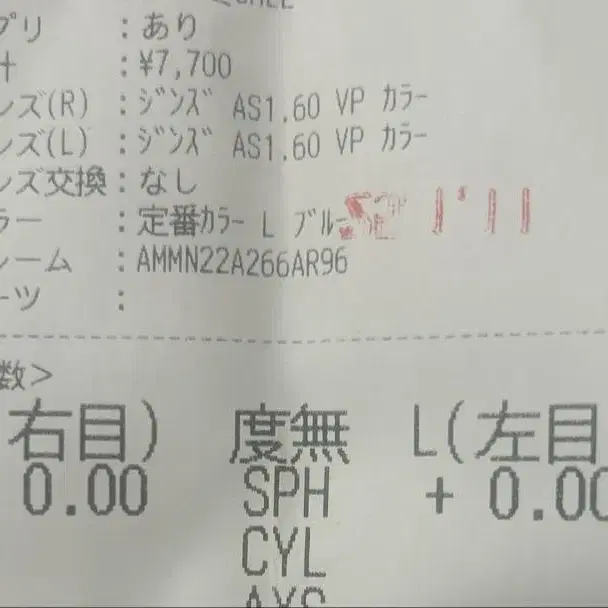 プリ : あり
計 : ¥7,700
ンズ(R) : ｼﾞﾝｽﾞ AS1.60 VP ｶﾗｰ
ンズ(L) : ｼﾞﾝｽﾞ AS1.60 VP ｶﾗｰ
ンズ交換 : なし
ラー : 定番ｶﾗｰ L ﾌﾞﾙｰ
レーム : AMMN22A266AR96
ーツ :
数>
右目) 度無 L(左目
0.00 SPH + 0.00
CYL
AXS